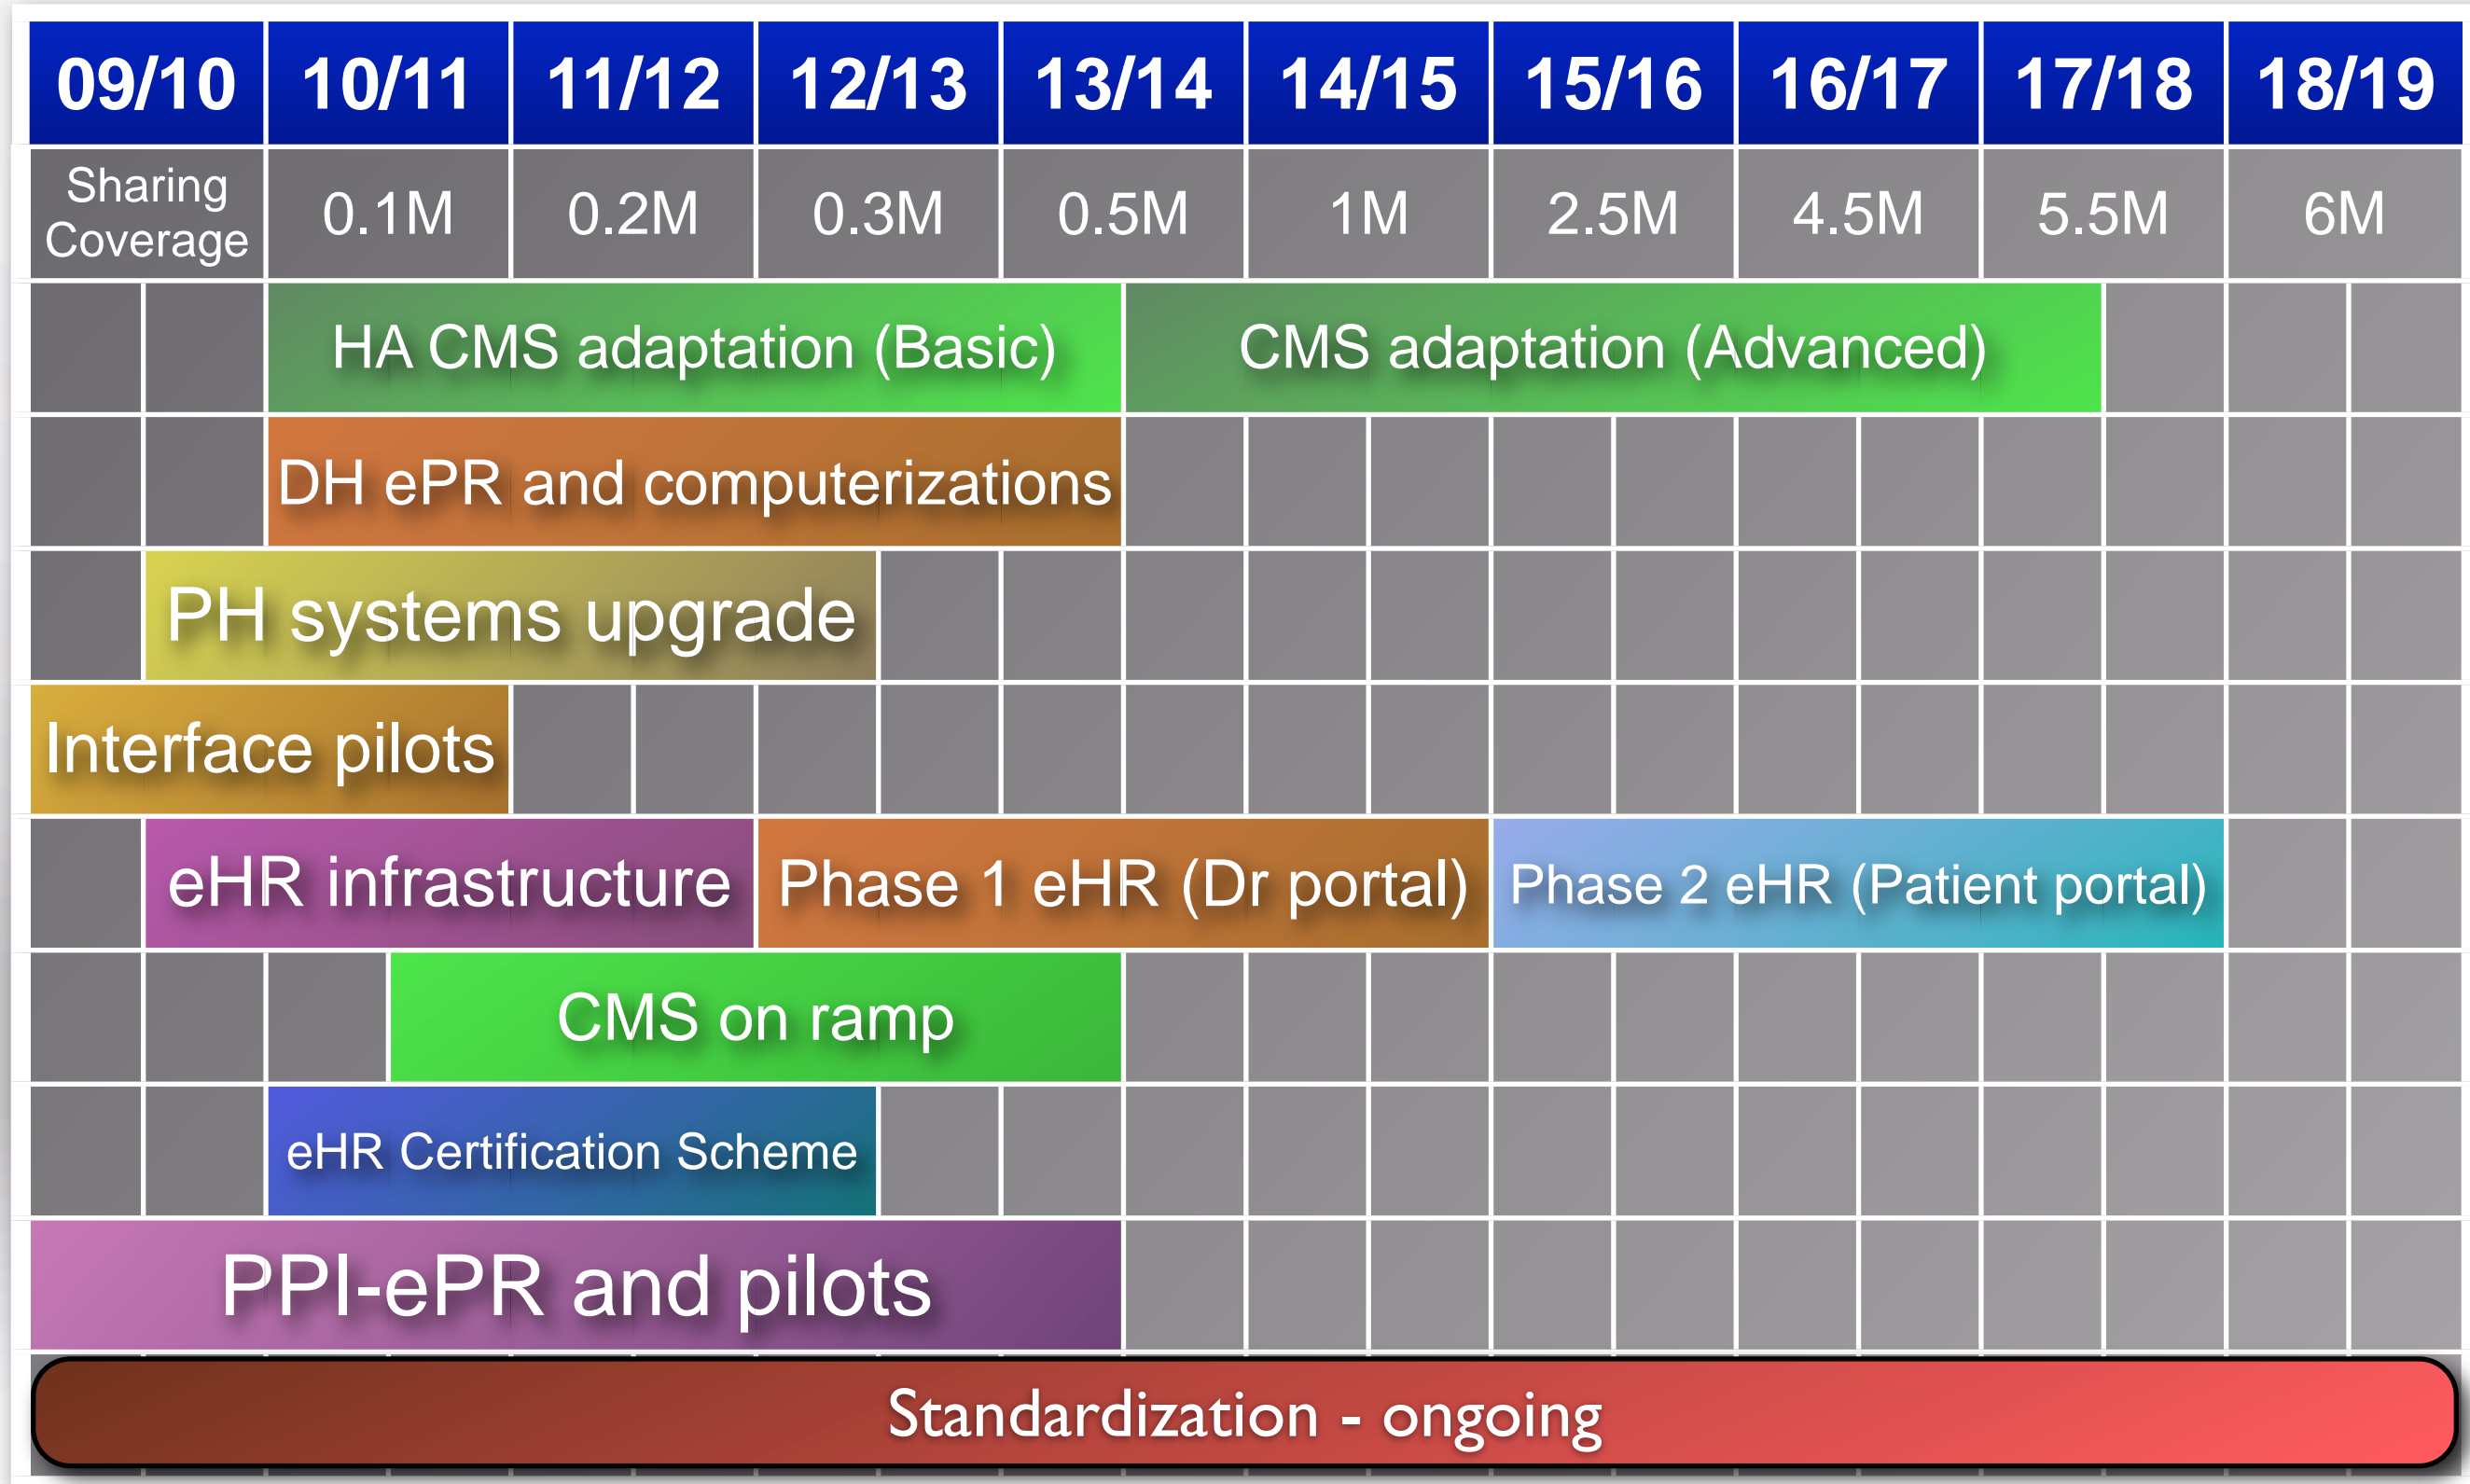 09/10 10/11 11/12 12/13 13/14 14/15 15/16 16/17 17/18 18/19
Sharing
Coverage
0.1M 0.2M 0.3M 0.5M 1M 2.5M 4.5M 5.5M 6M
HA CMS adaptation (Basic) CMS adaptation (Advanced)
DH ePR and computerizations
PH systems upgrade
Interface pilots
eHR infrastructure Phase 1 eHR (Dr portal) Phase 2 eHR (Patient portal)
CMS on ramp
eHR Certification Scheme
PPI-ePR and pilots
Standardization - ongoing